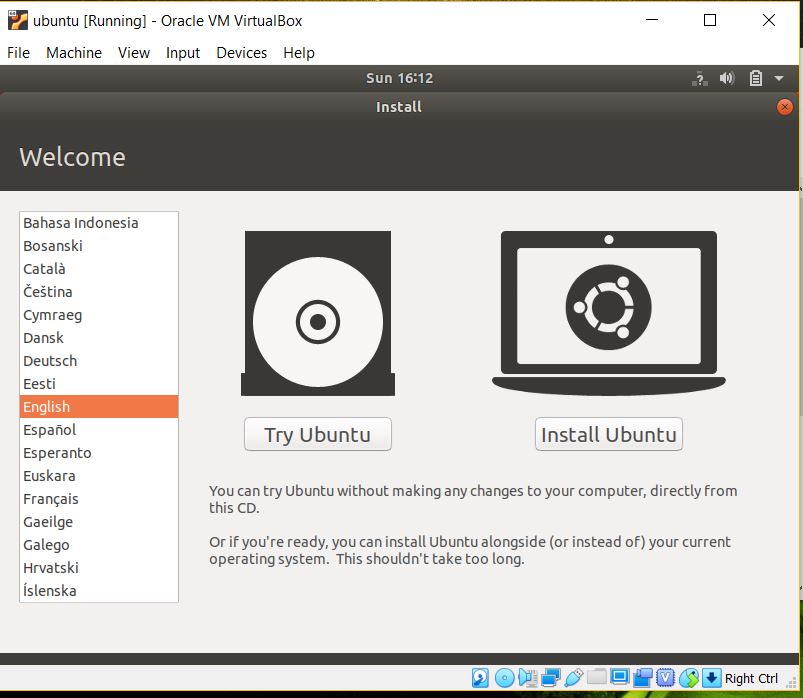 ubuntu [Running] - Oracle VM VirtualBox
File Machine View Input Devices Help
Sun 16:12
?
Install
Welcome
Bahasa Indonesia
Bosanski
Català
Čeština
Cymraeg
Dansk
Deutsch
Eesti
English
Español
Esperanto
Euskara
Français
Gaeilge
Galego
Hrvatski
Íslenska
Try Ubuntu
Install Ubuntu
You can try Ubuntu without making any changes to your computer, directly from
this CD.
Or if you're ready, you can install Ubuntu alongside (or instead of) your current
operating system. This shouldn't take too long.
V
Right Ctrl